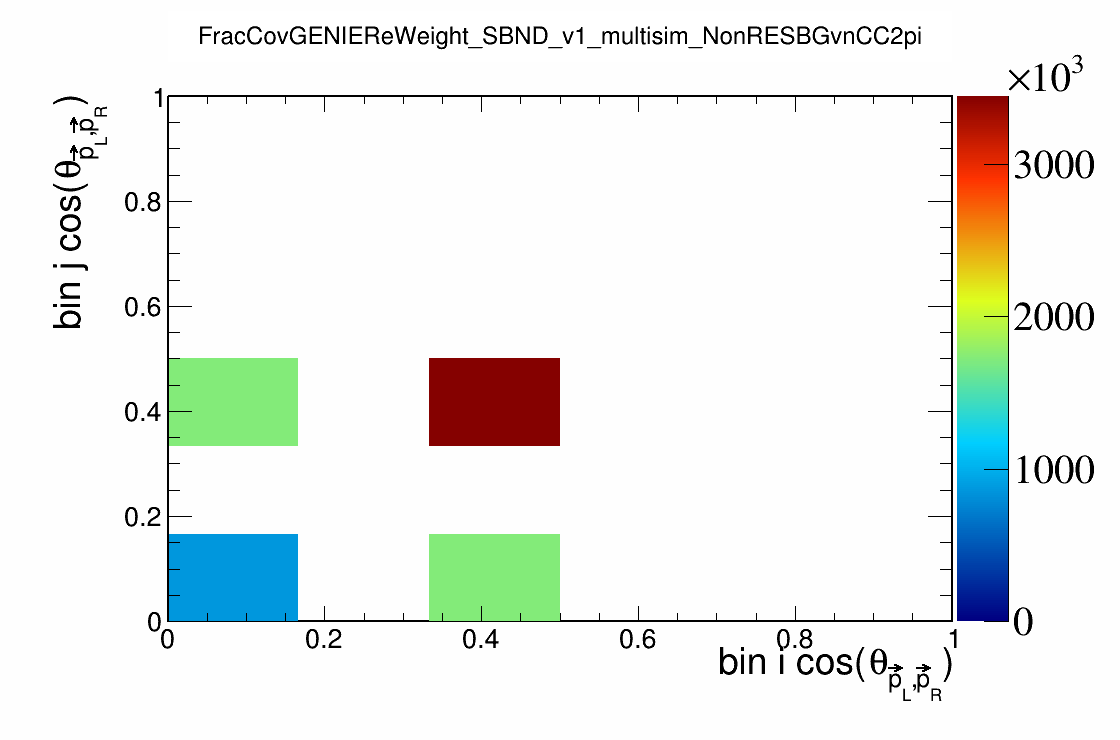 FracCovGENIEReWeight_SBND_v1_multisim_NonRESBGvnCC2pi
×10³
bin j cos(θ_{p⃗_L,p⃗_R})
1
0.8
0.6
0.4
0.2
0
0 0.2 0.4 0.6 0.8 1
bin i cos(θ_{p⃗_L,p⃗_R})
3000
2000
1000
0